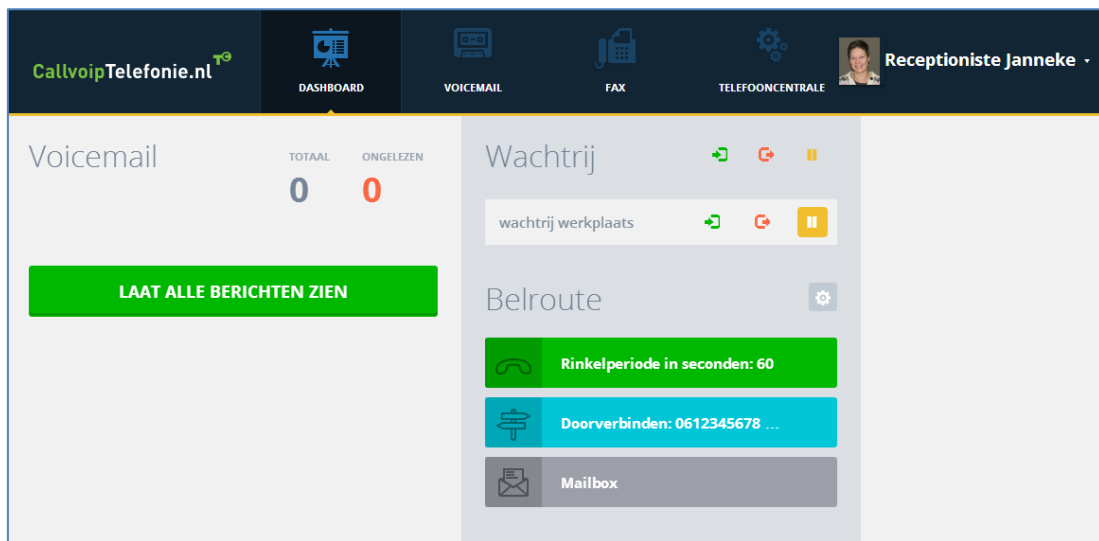 CallvoipTelefonie.nl TC
DASHBOARD
VOICEMAIL
FAX
TELEFOONCENTRALE
Receptioniste Janneke
Voicemail
TOTAAL
ONGELEZEN
0
0
LAAT ALLE BERICHTEN ZIEN
Wachtrij
wachtrij werkplaats
Belroute
Rinkelperiode in seconden: 60
Doorverbinden: 0612345678 ...
Mailbox